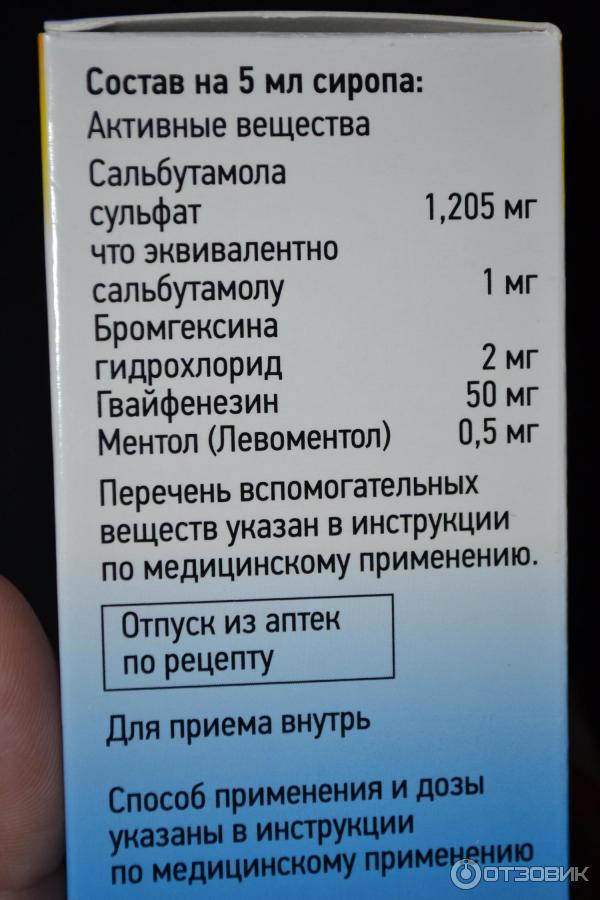 Состав на 5 мл сиропа:
Активные вещества
Сальбутамола
сульфат 1,205 мг
что эквивалентно
сальбутамолу 1 мг
Бромгексина
гидрохлорид 2 мг
Гвайфенезин 50 мг
Ментол (Левоментол) 0,5 мг
Перечень вспомогательных
веществ указан в инструкции
по медицинскому применению.
Отпуск из аптек
по рецепту
Для приема внутрь
Способ применения и дозы
указаны в инструкции
по медицинскому применению
ОТЗОВИК